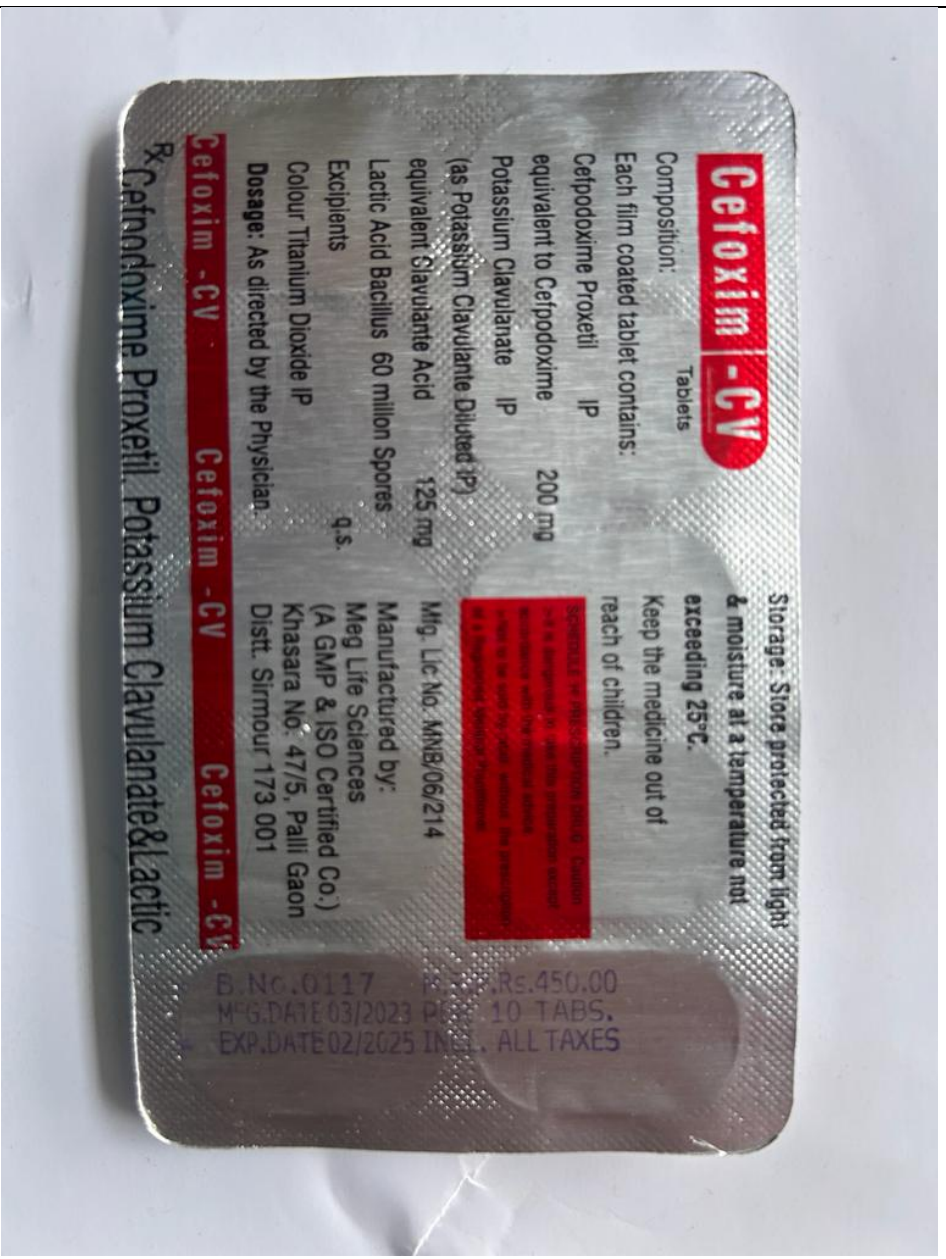 Cefoxim -CV
Tablets
Composition:
Each film coated tablet contains:
Cefpodoxime Proxetil IP
equivalent to Cefpodoxime 200 mg
Potassium Clavulanate IP
(as Potassium Clavulante Diluted IP)
equivalent Clavulante Acid 125 mg
Lactic Acid Bacillus 60 millon Spores
Excipients q.s.
Colour Titanium Dioxide IP
Dosage: As directed by the Physician.
Storage: Store protected from light
& moisture at a temperature not
exceeding 25°C.
Keep the medicine out of
reach of children.
SCHEDULE H PRESCRIPTION DRUG Caution
Mfg. Lic No. MNB/06/214
Manufactured by:
Meg Life Sciences
(A GMP & ISO Certified Co.)
Khasara No. 47/5, Palli Gaon
Distt. Sirmour 173 001
Cefoxim -CV Cefoxim -CV Cefoxim -CV
Rx Cefpodoxime Proxetil, Potassium Clavulanate&Lactic
B.No.0117 Rs.450.00
MFG.DATE 03/2023 10 TABS.
EXP.DATE 02/2025 INCL. ALL TAXES